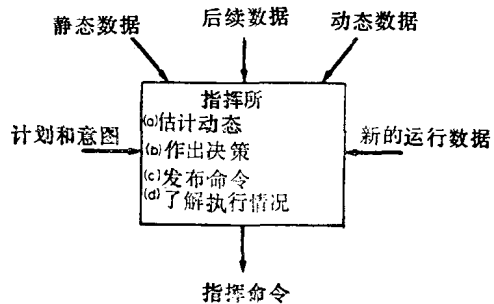 静态数据
后续数据
动态数据
指挥所
(a)估计动态
(b)作出决策
(c)发布命令
(d)了解执行情况
计划和意图
新的运行数据
指挥命令